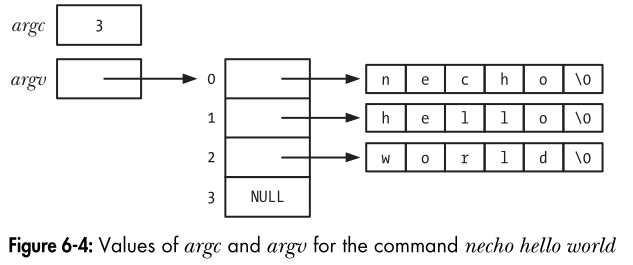 argc 3
argv 0 n e c h o \0
1 h e l l o \0
2 w o r l d \0
3 NULL
Figure 6-4: Values of argc and argv for the command necho hello world